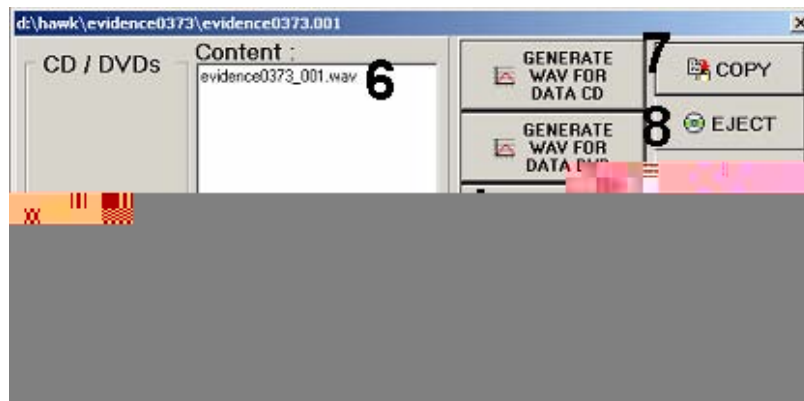 d:\hawk\evidence0373\evidence0373.001
CD / DVDs
Content :
evidence0373_001.wav
6
GENERATE
WAV FOR
DATA CD
7
COPY
GENERATE
WAV FOR
DATA
8
EJECT